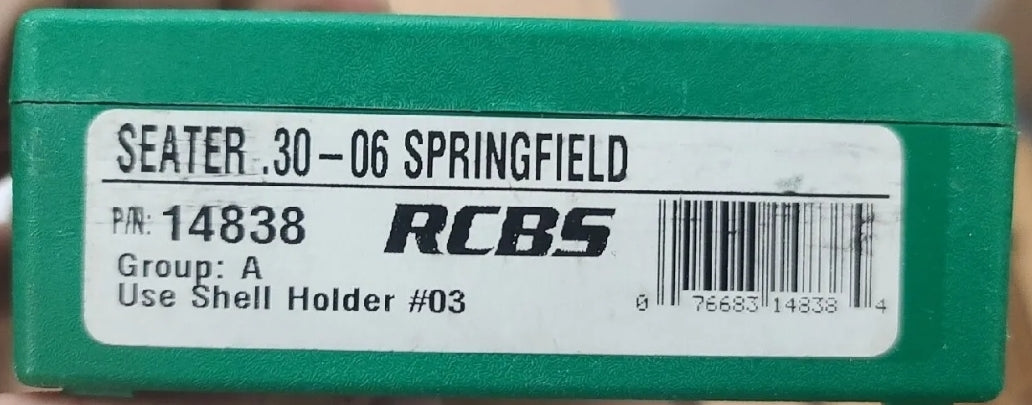 SEATER .30-06 SPRINGFIELD
P/N: 14838
RCBS
Group: A
Use Shell Holder #03
0 76683 14838 4